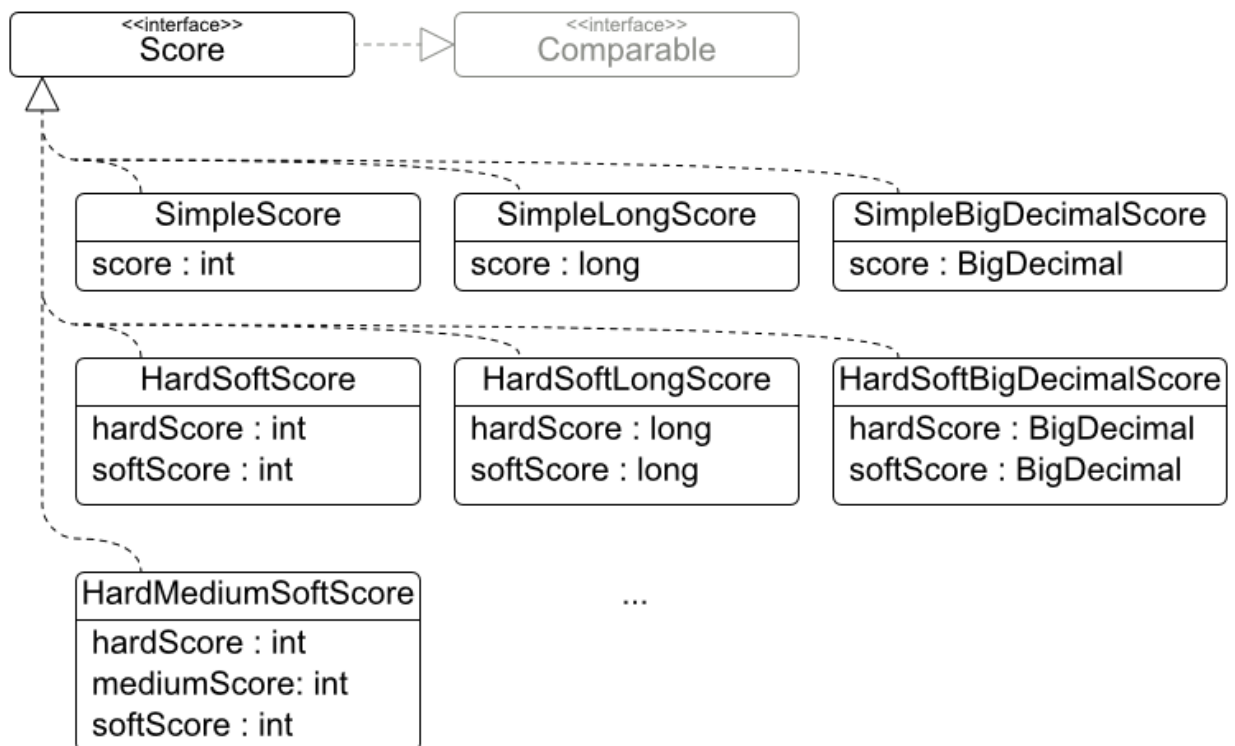 <<interface>>
Score
<<interface>>
Comparable
SimpleScore
score : int
SimpleLongScore
score : long
SimpleBigDecimalScore
score : BigDecimal
HardSoftScore
hardScore : int
softScore : int
HardSoftLongScore
hardScore : long
softScore : long
HardSoftBigDecimalScore
hardScore : BigDecimal
softScore : BigDecimal
HardMediumSoftScore
hardScore : int
mediumScore: int
softScore : int
...